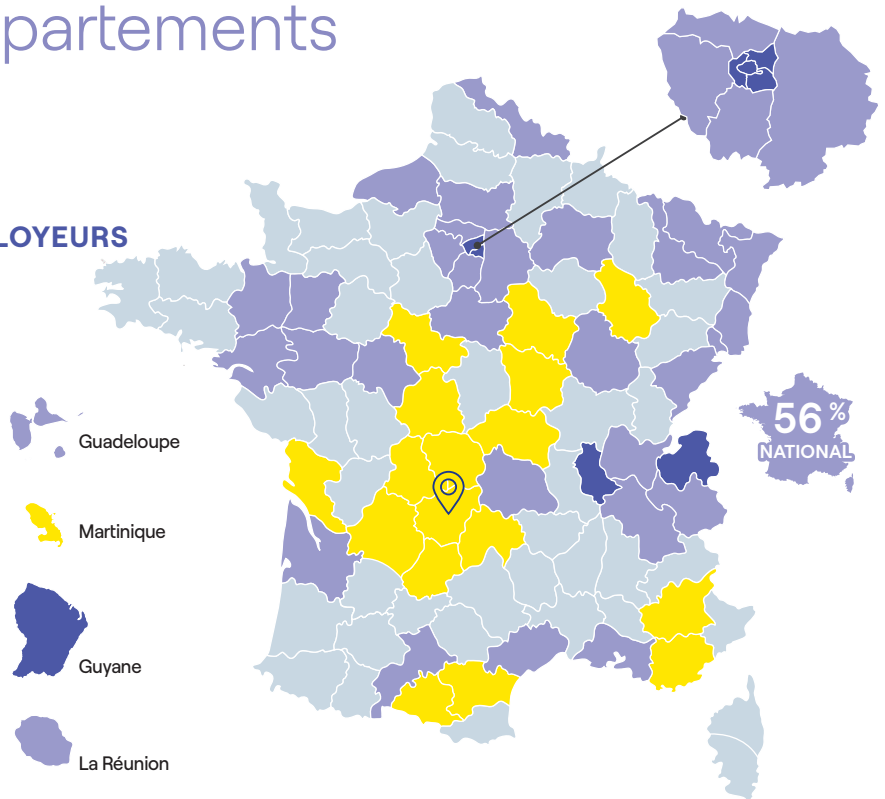 partements
LOYEURS
56 %
NATIONAL
Guadeloupe
Martinique
Guyane
La Réunion